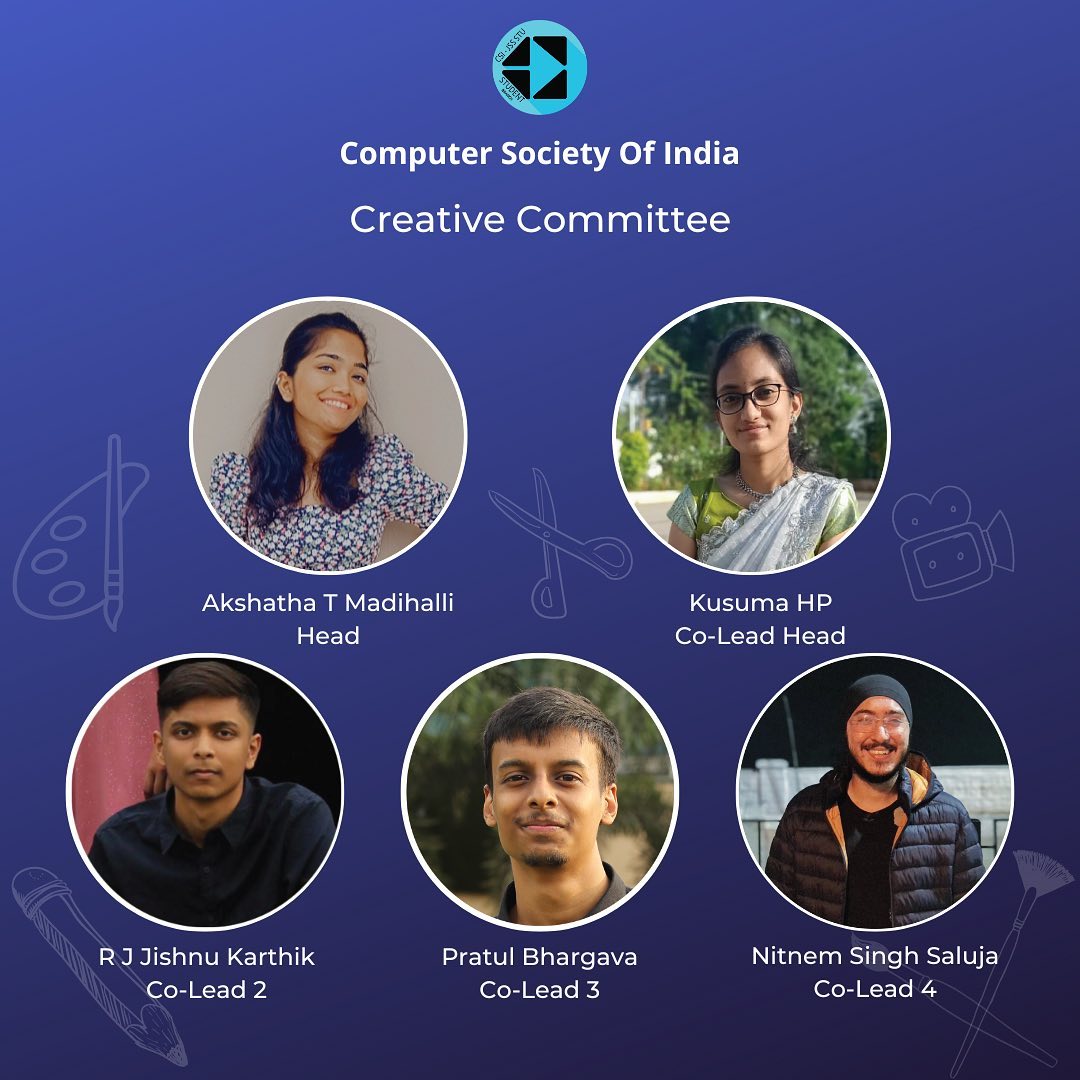 CSI - JSS STU
STUDENT
Computer Society Of India
Creative Committee
Akshatha T Madihalli
Head
Kusuma HP
Co-Lead Head
R J Jishnu Karthik
Co-Lead 2
Pratul Bhargava
Co-Lead 3
Nitnem Singh Saluja
Co-Lead 4